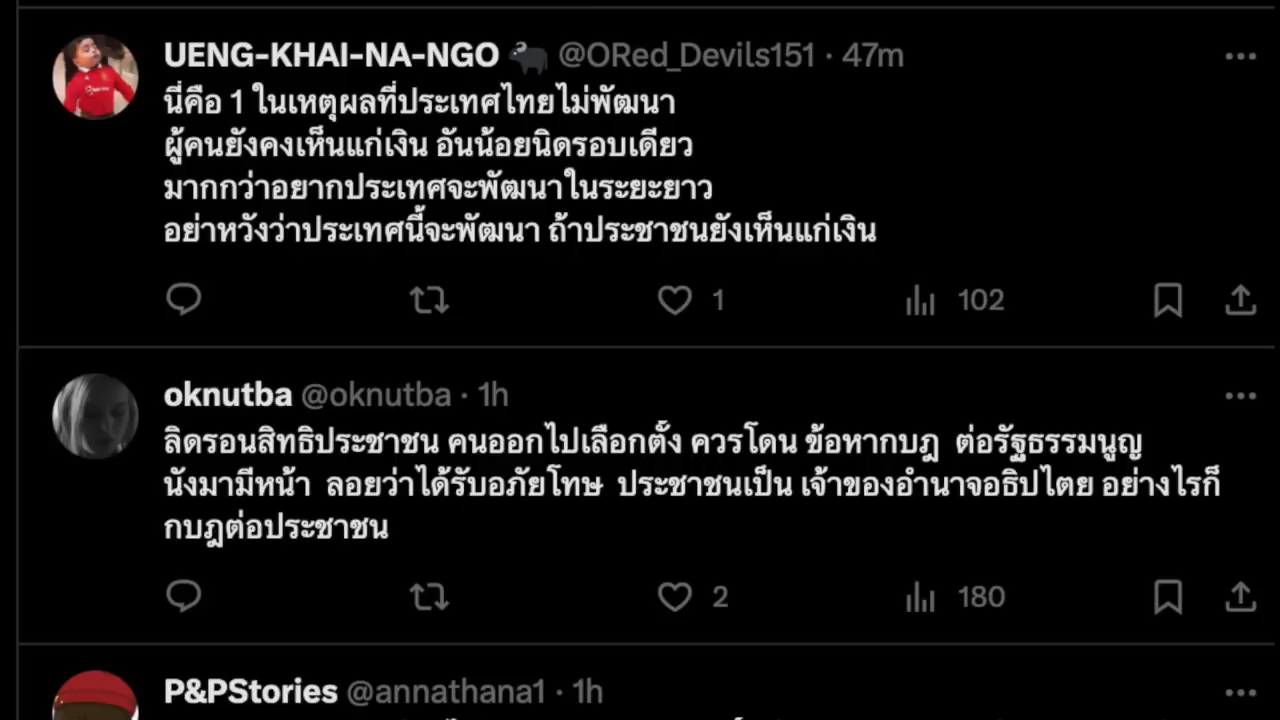 UENG-KHAI-NA-NGO 🐃 @ORed_Devils151 · 47m
นี่คือ 1 ในเหตุผลที่ประเทศไทยไม่พัฒนา
ผู้คนยังคงเห็นแก่เงิน อันน้อยนิดรอบเดียว
มากกว่าอยากประเทศจะพัฒนาในระยะยาว
อย่าหวังว่าประเทศนี้จะพัฒนา ถ้าประชาชนยังเห็นแก่เงิน
1 102
oknutba @oknutba · 1h
ลิดรอนสิทธิประชาชน คนออกไปเลือกตั้ง ควรโดน ข้อหากบฎ ต่อรัฐธรรมนูญ
นังมามีหน้า ลอยว่าได้รับอภัยโทษ ประชาชนเป็น เจ้าของอำนาจอธิปไตย อย่างไรก็
กบฎต่อประชาชน
2 180
P&PStories @annathana1 · 1h